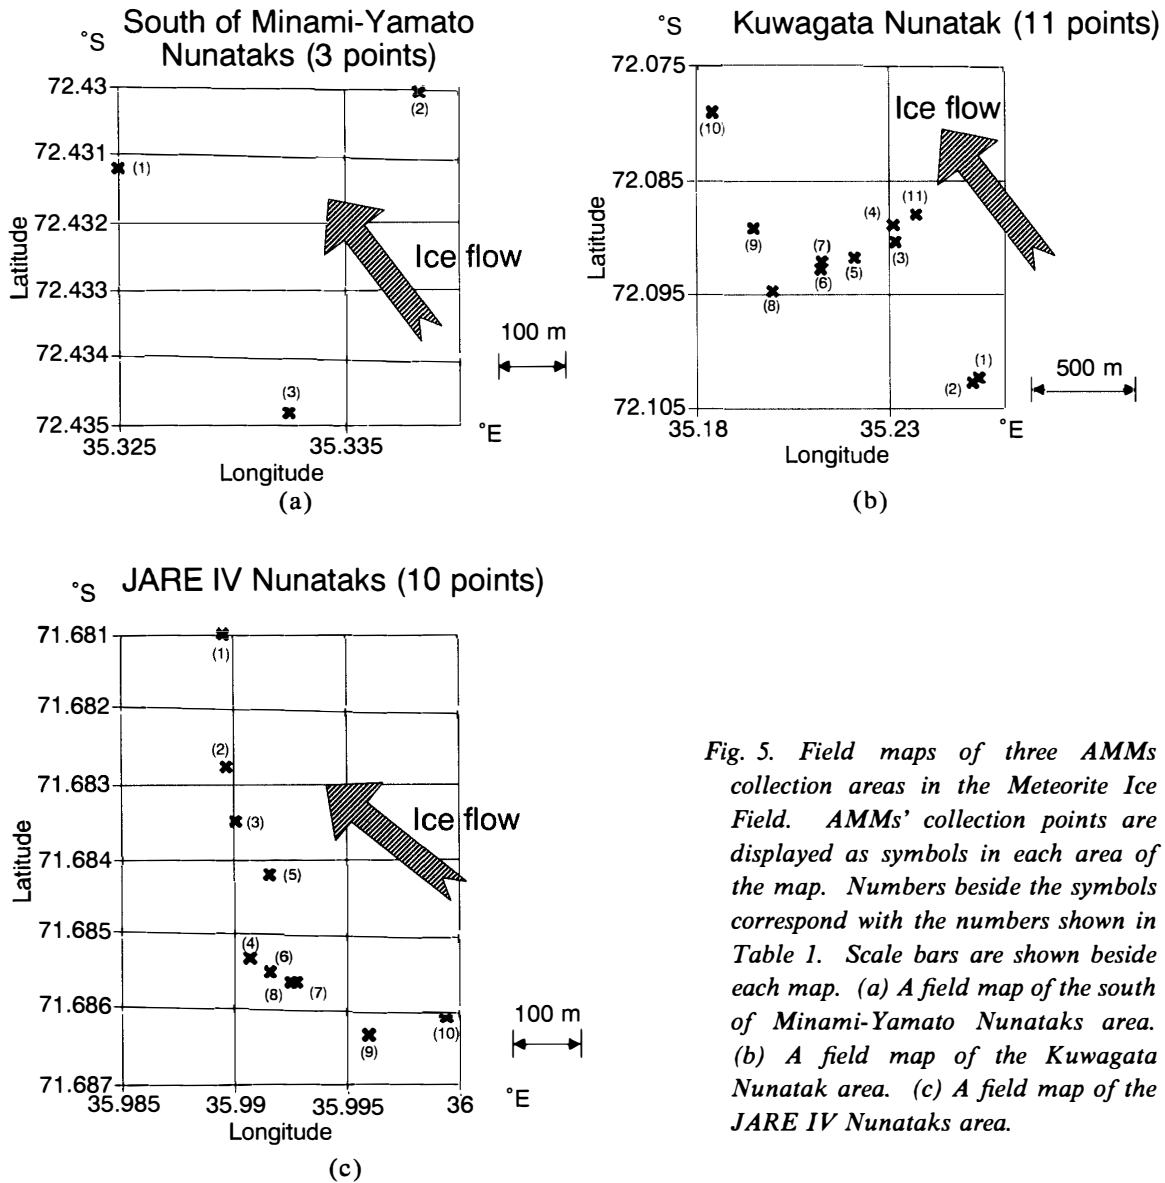 South of Minami-Yamato
Nunataks (3 points)
°S
72.43
72.431
72.432
72.433
72.434
72.435
Latitude
(2)
(1)
Ice flow
(3)
100 m
35.325
35.335
°E
Longitude
(a)
Kuwagata Nunatak (11 points)
°S
72.075
72.085
72.095
72.105
Latitude
(10)
Ice flow
(11)
(4)
(9)
(7)
(3)
(5)
(6)
(8)
(1)
(2)
500 m
35.18
35.23
°E
Longitude
(b)
JARE IV Nunataks (10 points)
°S
71.681
71.682
71.683
71.684
71.685
71.686
71.687
Latitude
(1)
(2)
(3)
Ice flow
(5)
(4)
(6)
(8)
(7)
(10)
(9)
100 m
35.985
35.99
35.995
36
°E
Longitude
(c)
Fig. 5. Field maps of three AMMs
collection areas in the Meteorite Ice
Field. AMMs' collection points are
displayed as symbols in each area of
the map. Numbers beside the symbols
correspond with the numbers shown in
Table 1. Scale bars are shown beside
each map. (a) A field map of the south
of Minami-Yamato Nunataks area.
(b) A field map of the Kuwagata
Nunatak area. (c) A field map of the
JARE IV Nunataks area.